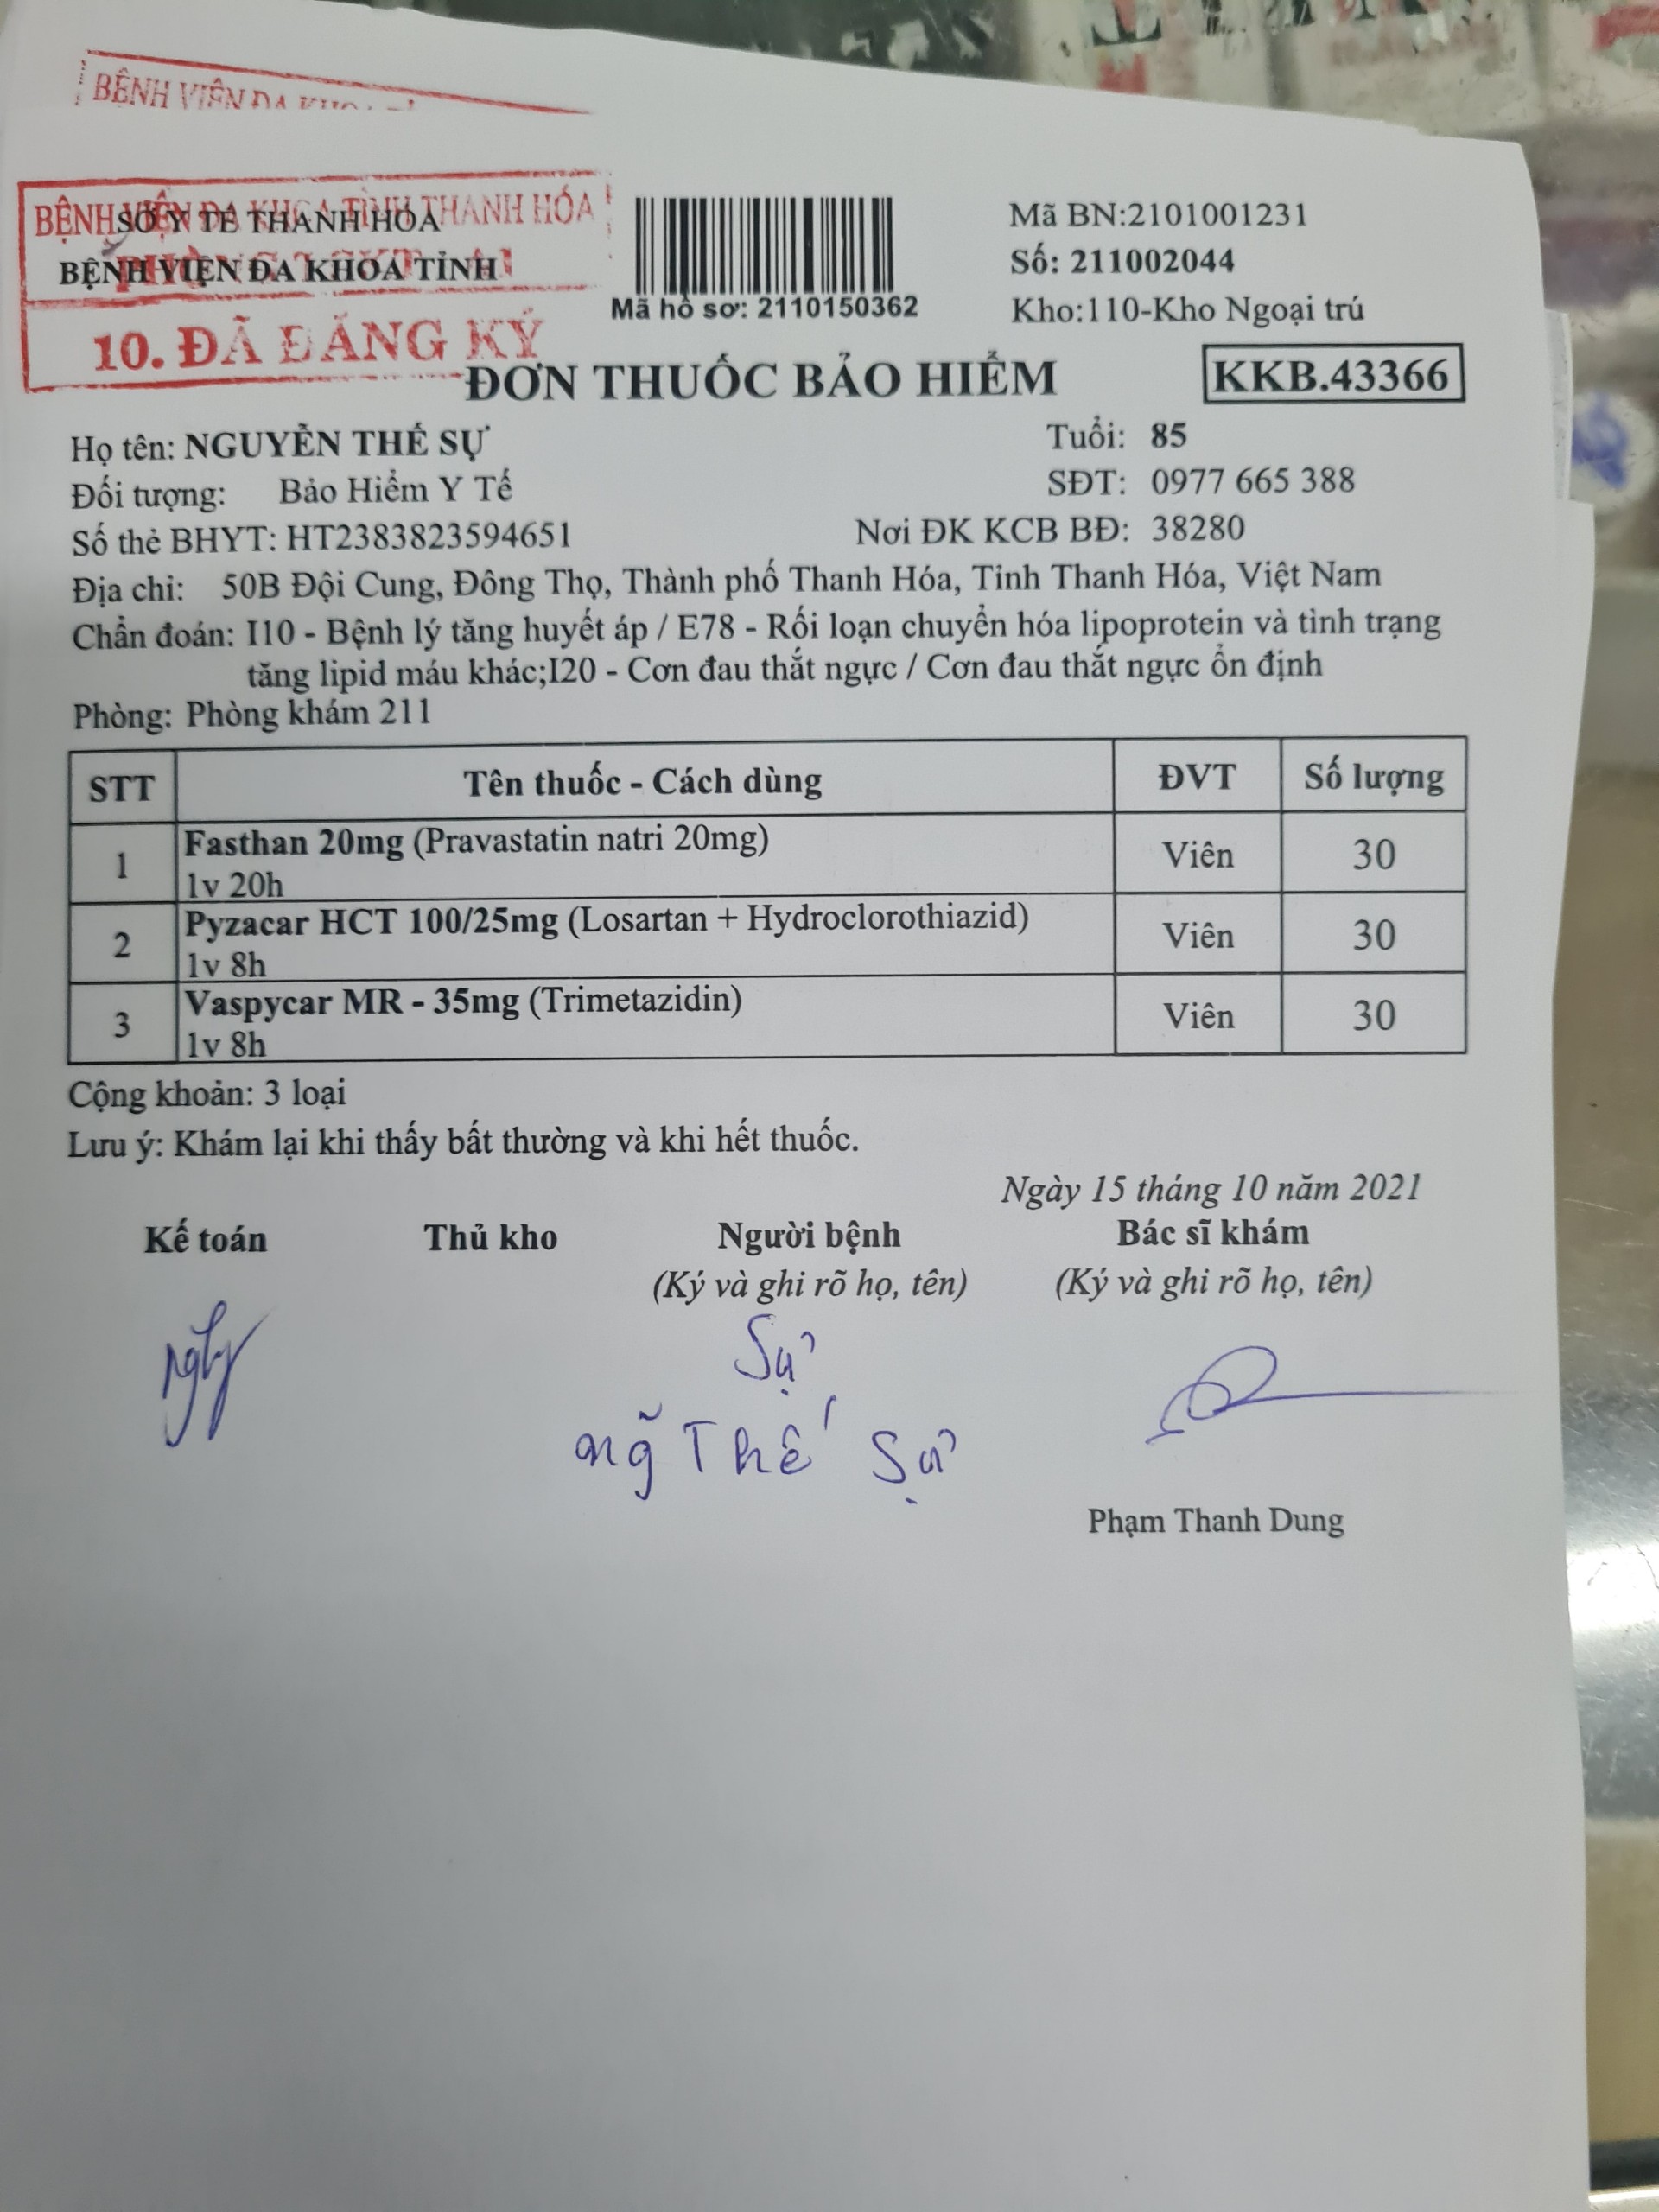 BỆNH VIỆN ĐA KHOA
BỆNH VIỆN ĐA KHOA TỈNH THANH HÓA
SỞ Y TẾ THANH HÓA
BỆNH VIỆN ĐA KHOA TỈNH
10. ĐÃ ĐĂNG KÝ
Mã hồ sơ: 2110150362
Mã BN:2101001231
Số: 211002044
Kho:110-Kho Ngoại trú
ĐƠN THUỐC BẢO HIỂM
KKB.43366
Họ tên: NGUYỄN THẾ SỰ Tuổi: 85
Đối tượng: Bảo Hiểm Y Tế SĐT: 0977 665 388
Số thẻ BHYT: HT2383823594651 Nơi ĐK KCB BĐ: 38280
Địa chỉ: 50B Đội Cung, Đông Thọ, Thành phố Thanh Hóa, Tỉnh Thanh Hóa, Việt Nam
Chẩn đoán: I10 - Bệnh lý tăng huyết áp / E78 - Rối loạn chuyển hóa lipoprotein và tình trạng
tăng lipid máu khác;I20 - Cơn đau thắt ngực / Cơn đau thắt ngực ổn định
Phòng: Phòng khám 211
STT Tên thuốc - Cách dùng ĐVT Số lượng
1 Fasthan 20mg (Pravastatin natri 20mg) Viên 30
1v 20h
2 Pyzacar HCT 100/25mg (Losartan + Hydroclorothiazid) Viên 30
1v 8h
3 Vaspycar MR - 35mg (Trimetazidin) Viên 30
1v 8h
Cộng khoản: 3 loại
Lưu ý: Khám lại khi thấy bất thường và khi hết thuốc.
Ngày 15 tháng 10 năm 2021
Kế toán Thủ kho Người bệnh Bác sĩ khám
(Ký và ghi rõ họ, tên) (Ký và ghi rõ họ, tên)
Sự
Ng~ Thế Sự
Phạm Thanh Dung